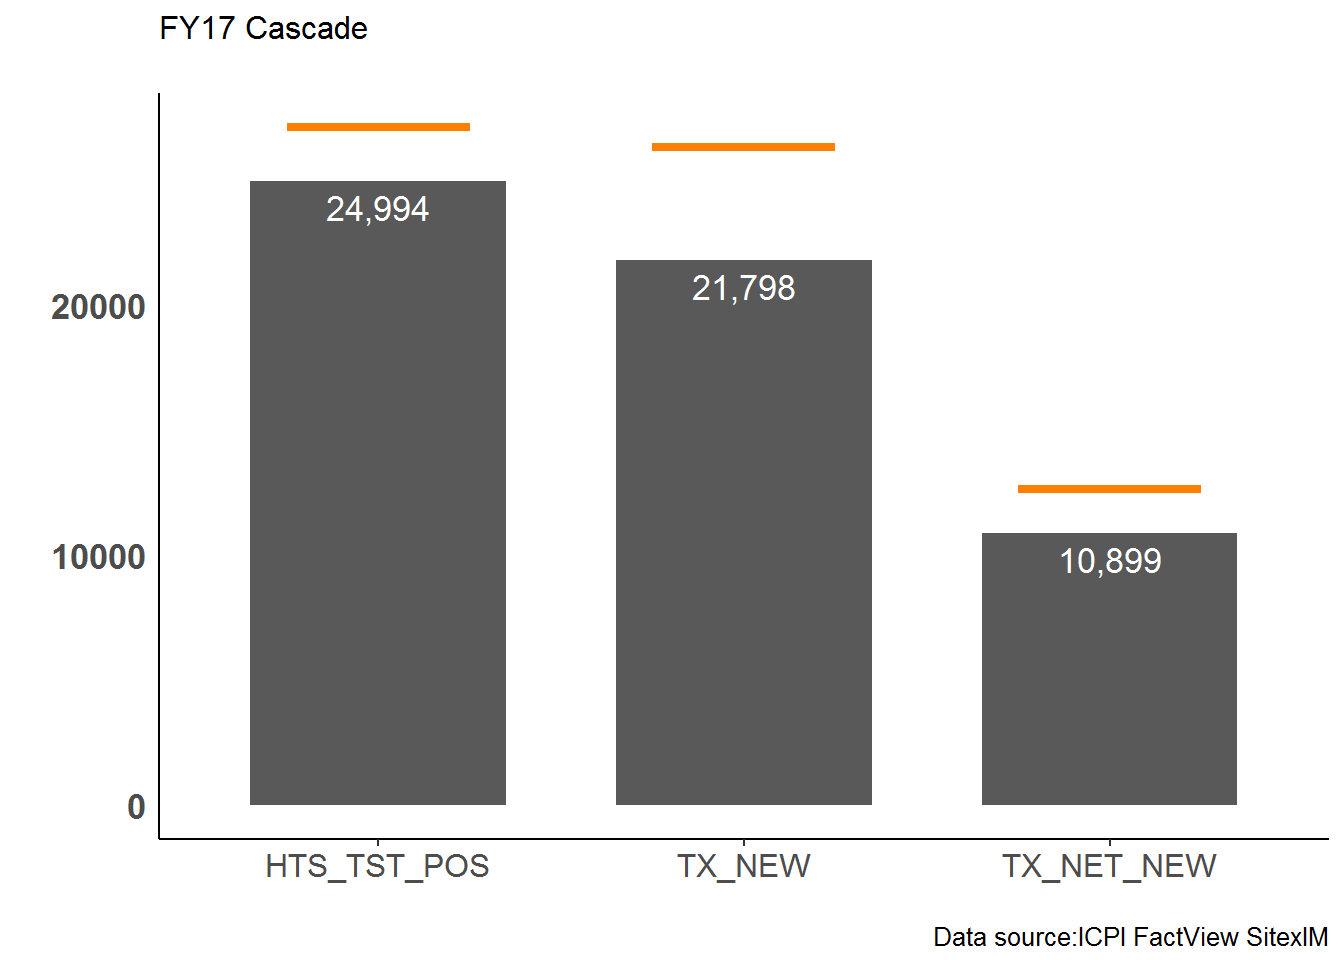 FY17 Cascade
24,994
21,798
20000
10000
10,899
0
HTS_TST_POS TX_NEW TX_NET_NEW
Data source:ICPI FactView SitexIM